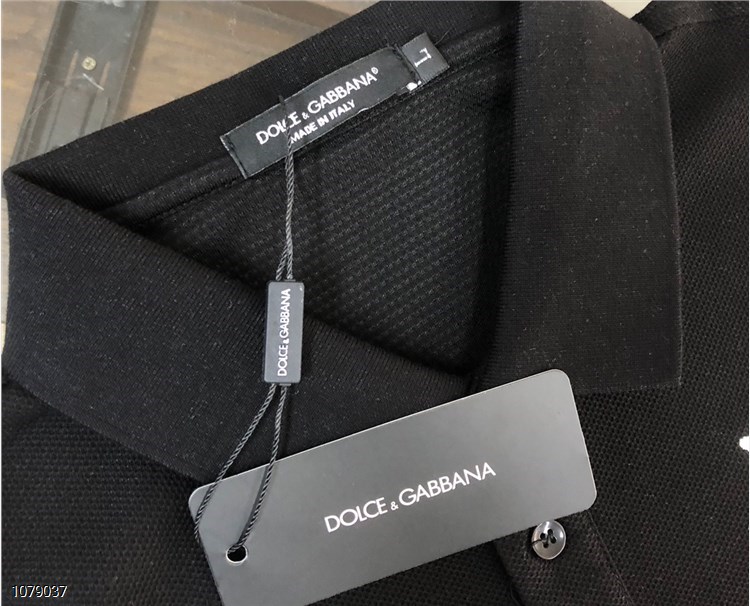 DOLCE & GABBANA®
MADE IN ITALY
L
DOLCE & GABBANA
DOLCE & GABBANA
1079037